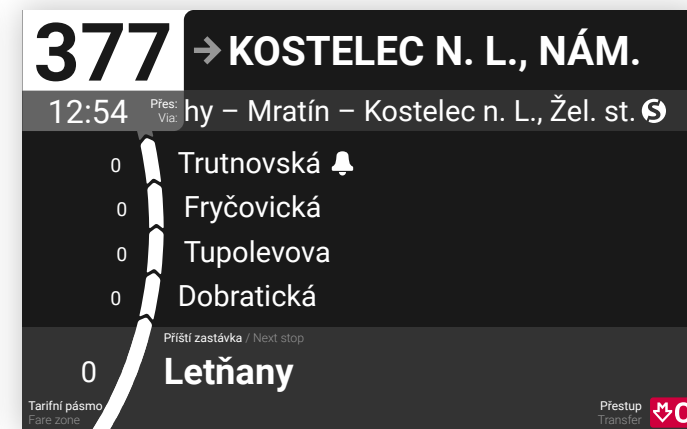 377 → KOSTELEC N. L., NÁM.
12:54 Přes: hy – Mratín – Kostelec n. L., Žel. st. S
Via:
0 Trutnovská
0 Fryčovická
0 Tupolevova
0 Dobratická
Příští zastávka / Next stop
0 Letňany
Tarifní pásmo
Fare zone
Přestup
Transfer
C